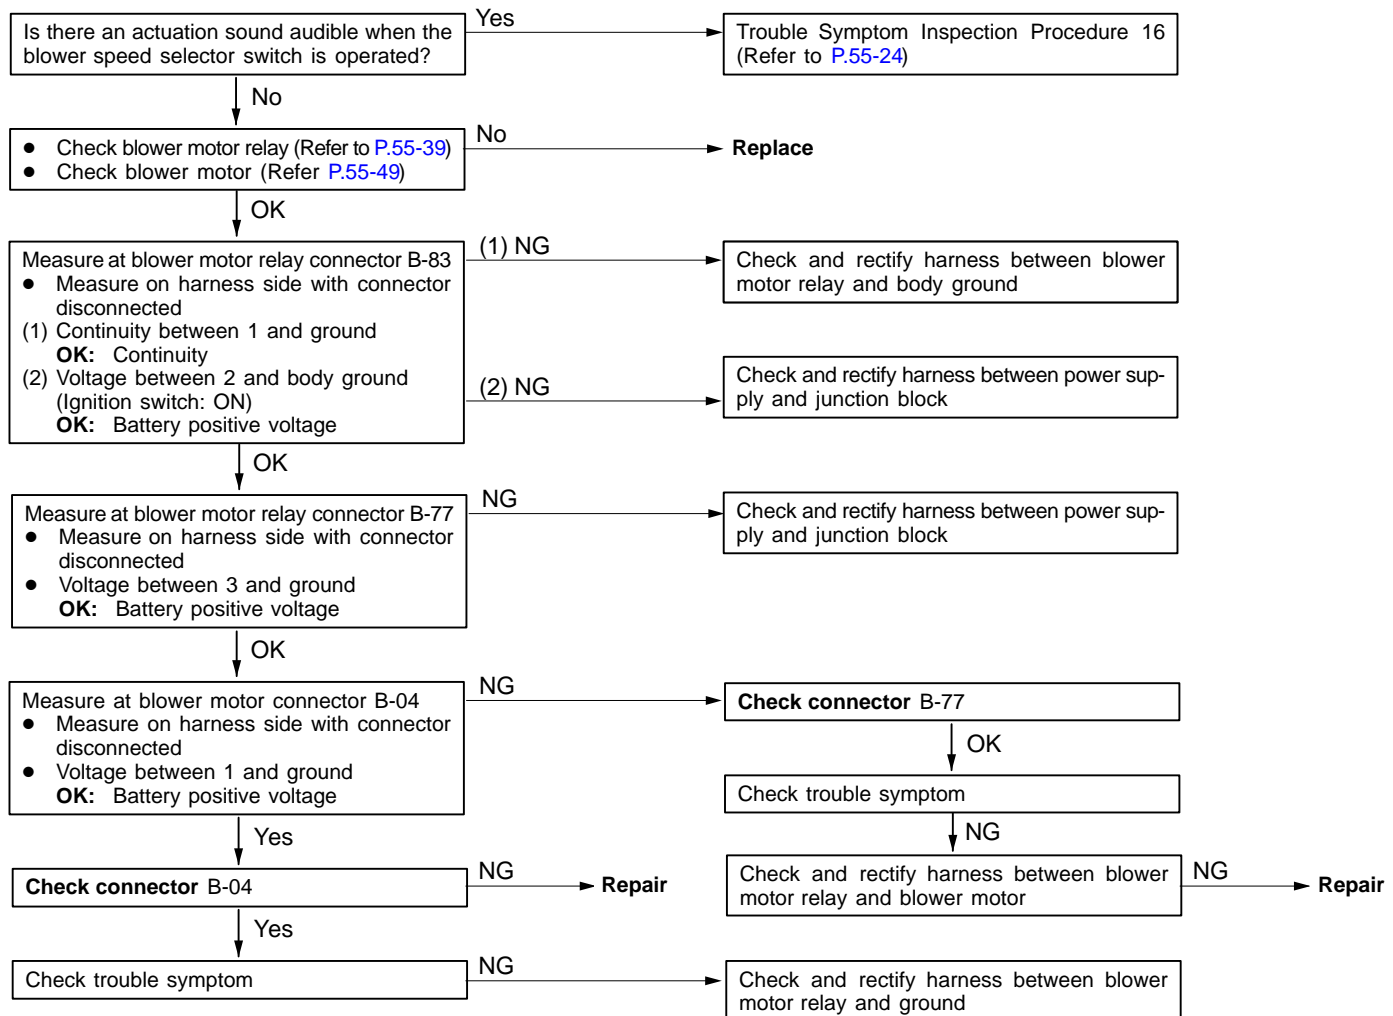 Is there an actuation sound audible when the
blower speed selector switch is operated?
Yes
Trouble Symptom Inspection Procedure 16
(Refer to P.55-24)
No
● Check blower motor relay (Refer to P.55-39)
● Check blower motor (Refer P.55-49)
No
Replace
OK
Measure at blower motor relay connector B-83
● Measure on harness side with connector
disconnected
(1) Continuity between 1 and ground
OK: Continuity
(2) Voltage between 2 and body ground
(Ignition switch: ON)
OK: Battery positive voltage
(1) NG
Check and rectify harness between blower
motor relay and body ground
(2) NG
Check and rectify harness between power sup-
ply and junction block
OK
Measure at blower motor relay connector B-77
● Measure on harness side with connector
disconnected
● Voltage between 3 and ground
OK: Battery positive voltage
NG
Check and rectify harness between power sup-
ply and junction block
OK
Measure at blower motor connector B-04
● Measure on harness side with connector
disconnected
● Voltage between 1 and ground
OK: Battery positive voltage
NG
Check connector B-77
OK
Check trouble symptom
NG
Check and rectify harness between blower
motor relay and blower motor
NG
Repair
Yes
Check connector B-04
NG
Repair
Yes
Check trouble symptom
NG
Check and rectify harness between blower
motor relay and ground